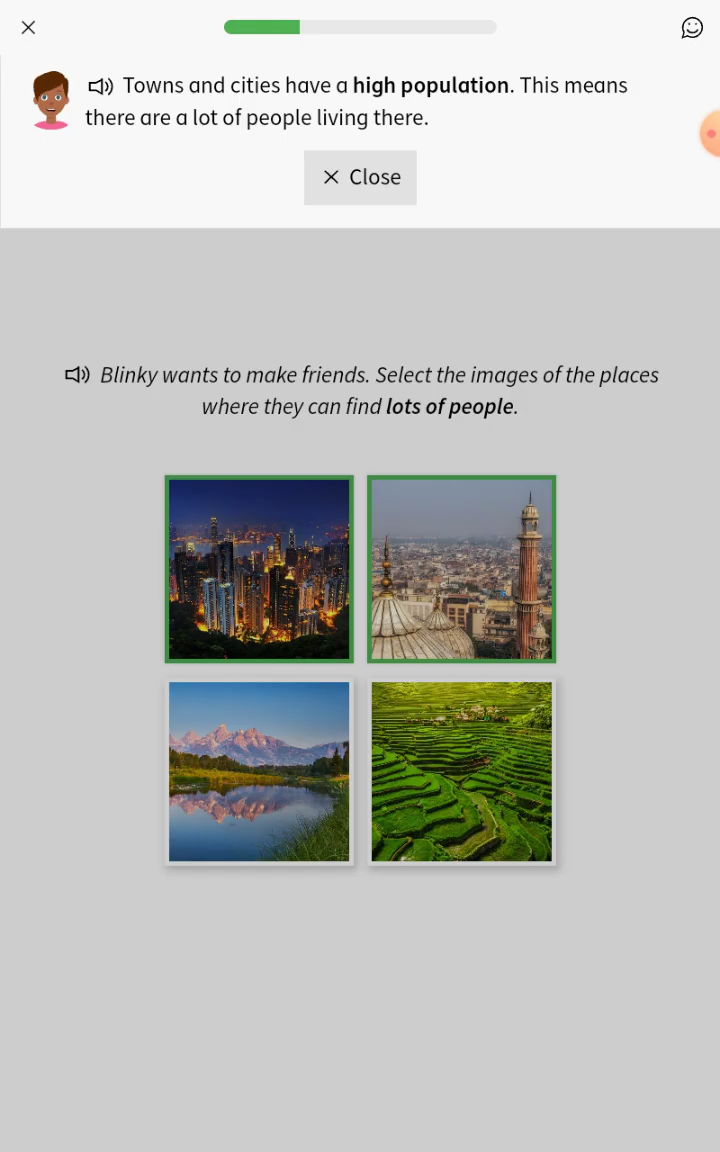 Towns and cities have a high population. This means
there are a lot of people living there.
Close
Blinky wants to make friends. Select the images of the places
where they can find lots of people.